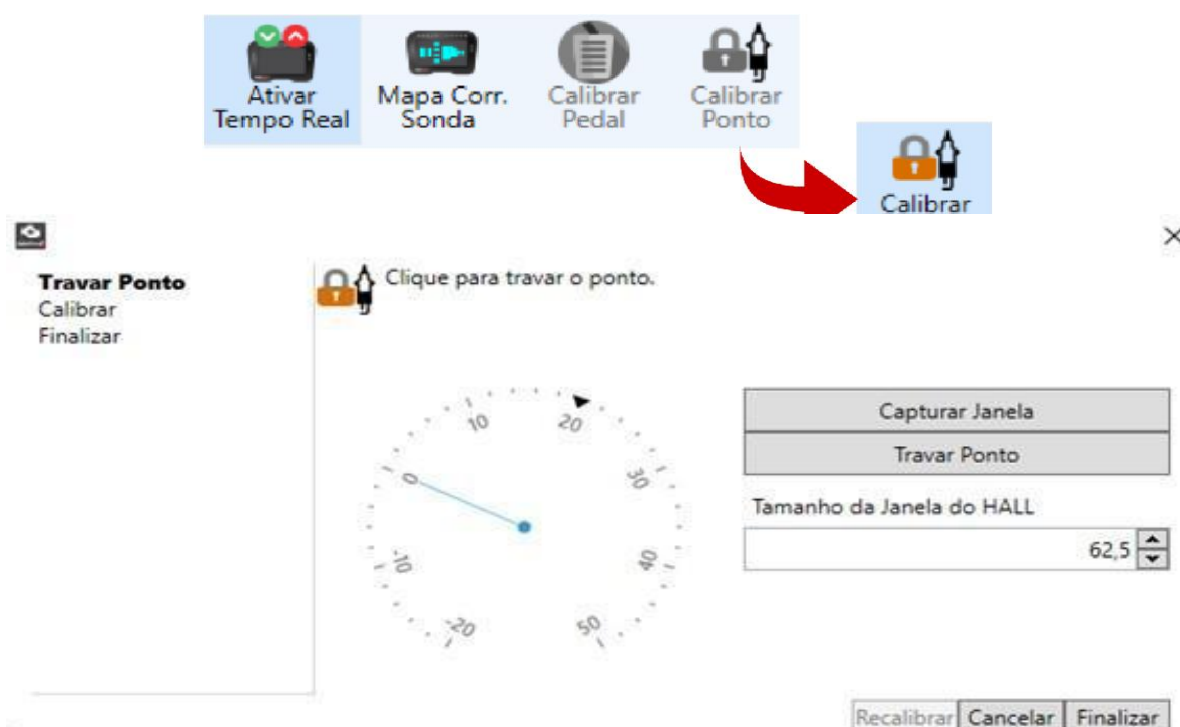 Ativar
Tempo Real
Mapa Corr.
Sonda
Calibrar
Pedal
Calibrar
Ponto
Calibrar
Travar Ponto
Calibrar
Finalizar
Clique para travar o ponto.
-20
-10
0
10
20
30
40
50
Capturar Janela
Travar Ponto
Tamanho da Janela do HALL
62,5
Recalibrar Cancelar Finalizar